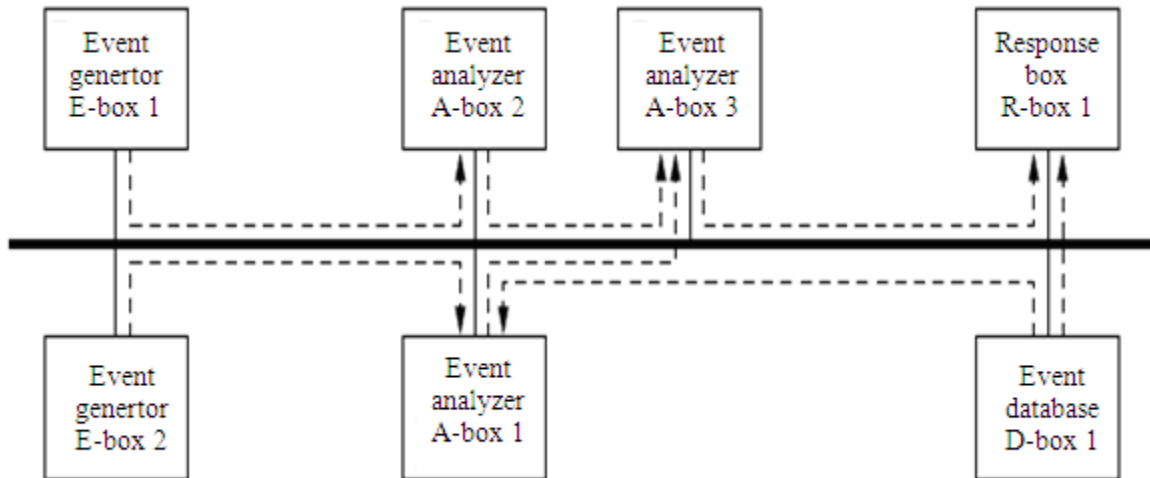 Event
genertor
E-box 1
Event
analyzer
A-box 2
Event
analyzer
A-box 3
Response
box
R-box 1
Event
genertor
E-box 2
Event
analyzer
A-box 1
Event
database
D-box 1